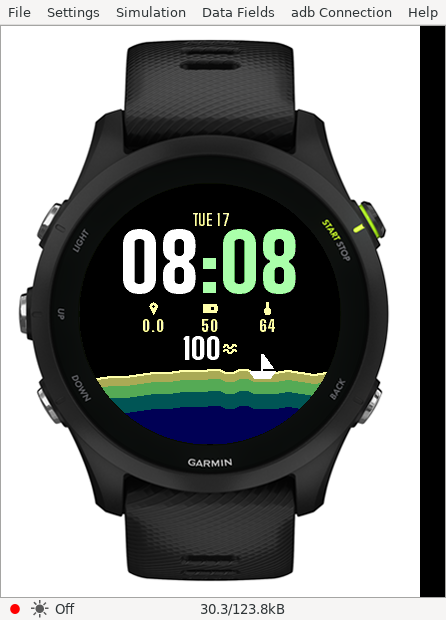 File Settings Simulation Data Fields adb Connection Help
TUE 17
START STOP
LIGHT
08:08
UP
0.0 50 64
100
DOWN
BACK
GARMIN
Off 30.3/123.8kB